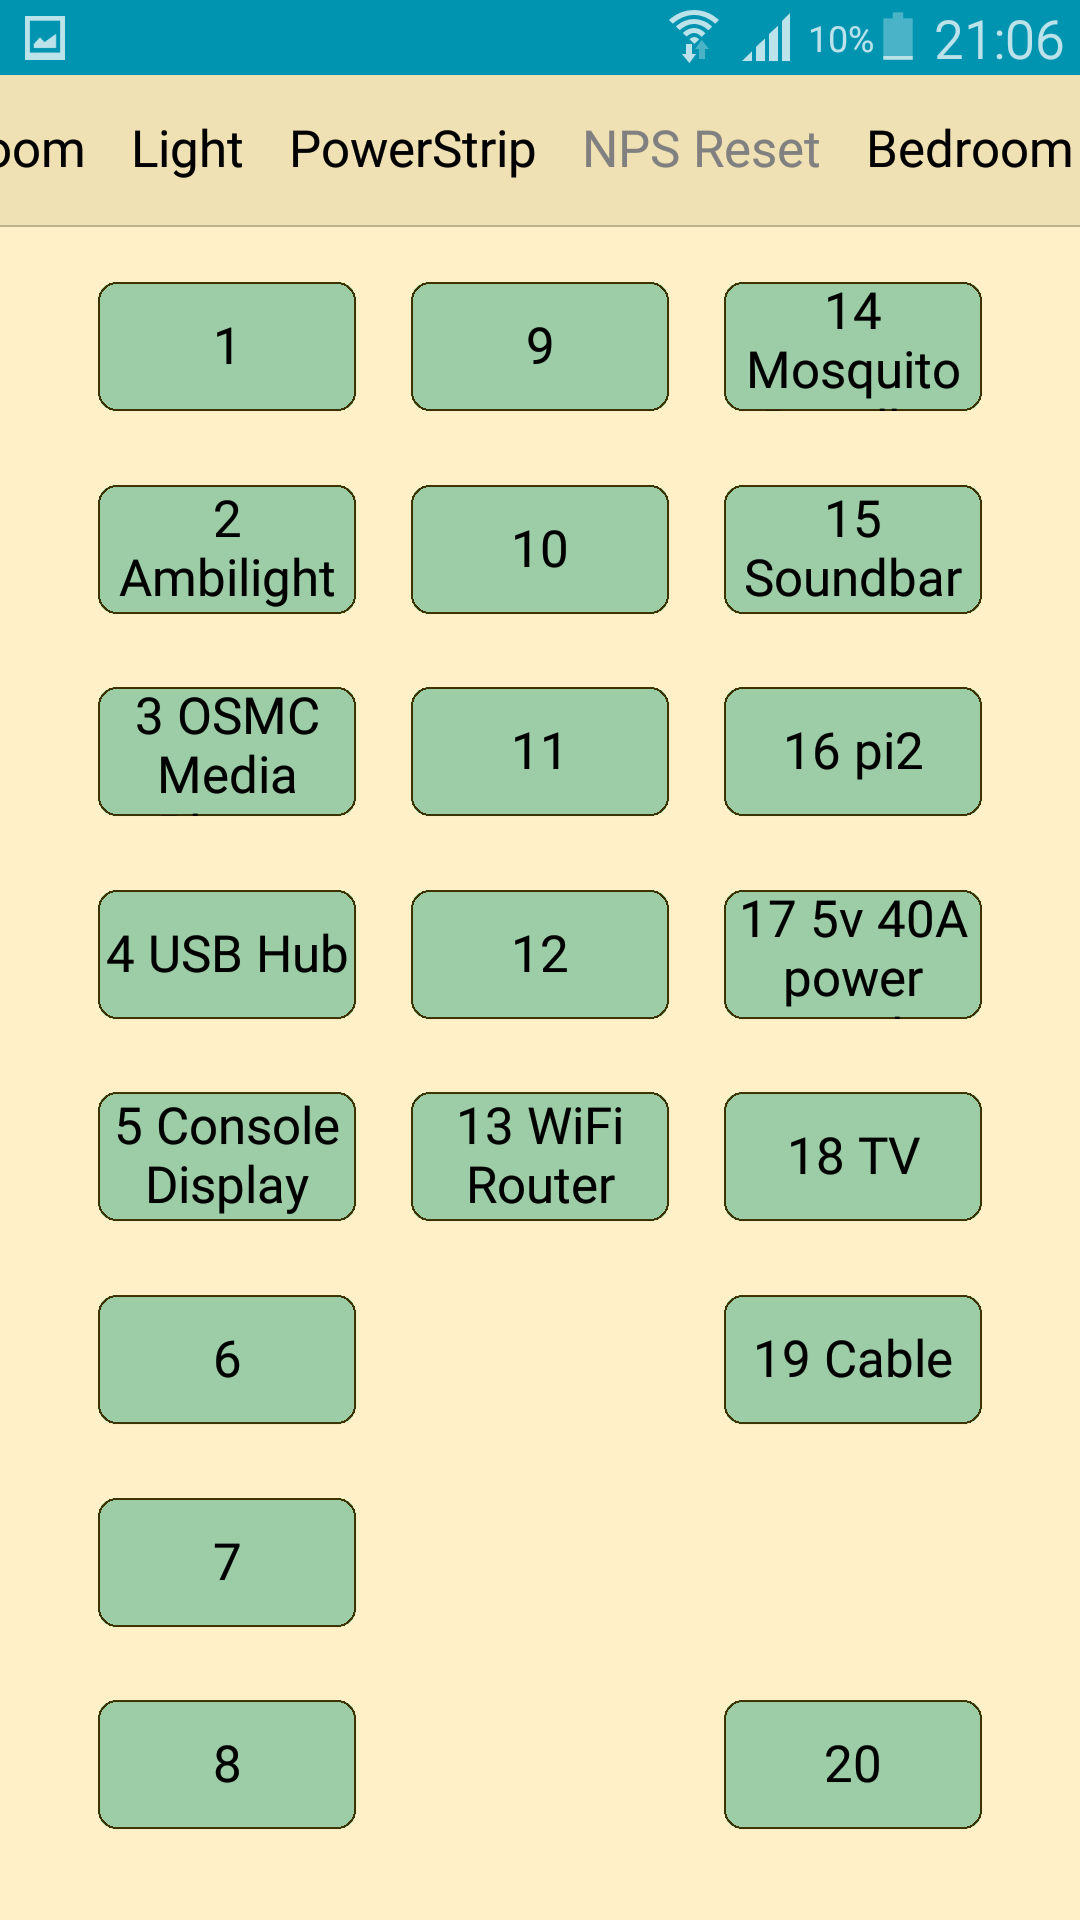 10% 21:06
oom Light PowerStrip NPS Reset Bedroom
1
9
14
Mosquito
2
Ambilight
10
15
Soundbar
3 OSMC
Media
11
16 pi2
4 USB Hub
12
17 5v 40A
power
5 Console
Display
13 WiFi
Router
18 TV
6
19 Cable
7
8
20